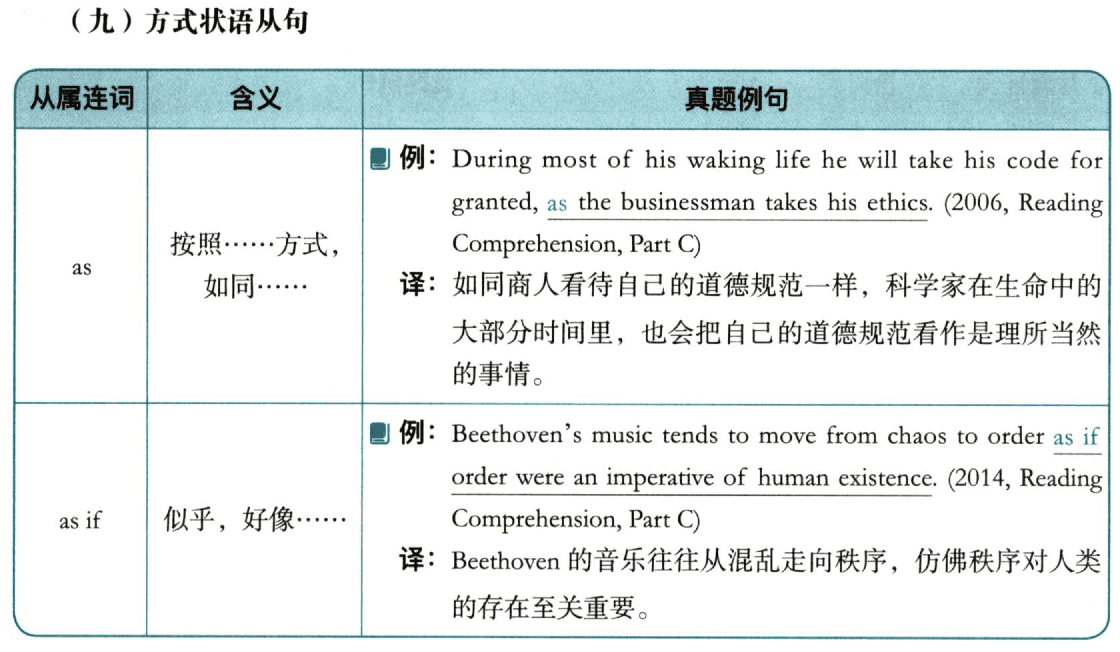 （九）方式状语从句
从属连词 含义 真题例句
例：During most of his waking life he will take his code for
granted, as the businessman takes his ethics. (2006, Reading
Comprehension, Part C)
as 按照……方式，
如同……
译：如同商人看待自己的道德规范一样，科学家在生命中的
大部分时间里，也会把自己的道德规范看作是理所当然
的事情。
例：Beethoven's music tends to move from chaos to order as if
order were an imperative of human existence. (2014, Reading
Comprehension, Part C)
as if 似乎，好像……
译：Beethoven 的音乐往往从混乱走向秩序，仿佛秩序对人类
的存在至关重要。